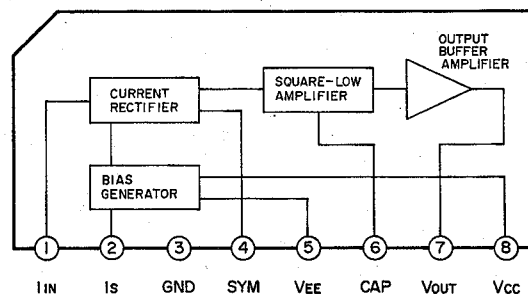 OUTPUT
BUFFER
AMPLIFIER
CURRENT
RECTIFIER
SQUARE-LOW
AMPLIFIER
BIAS
GENERATOR
1 2 3 4 5 6 7 8
IIN IS GND SYM VEE CAP VOUT VCC